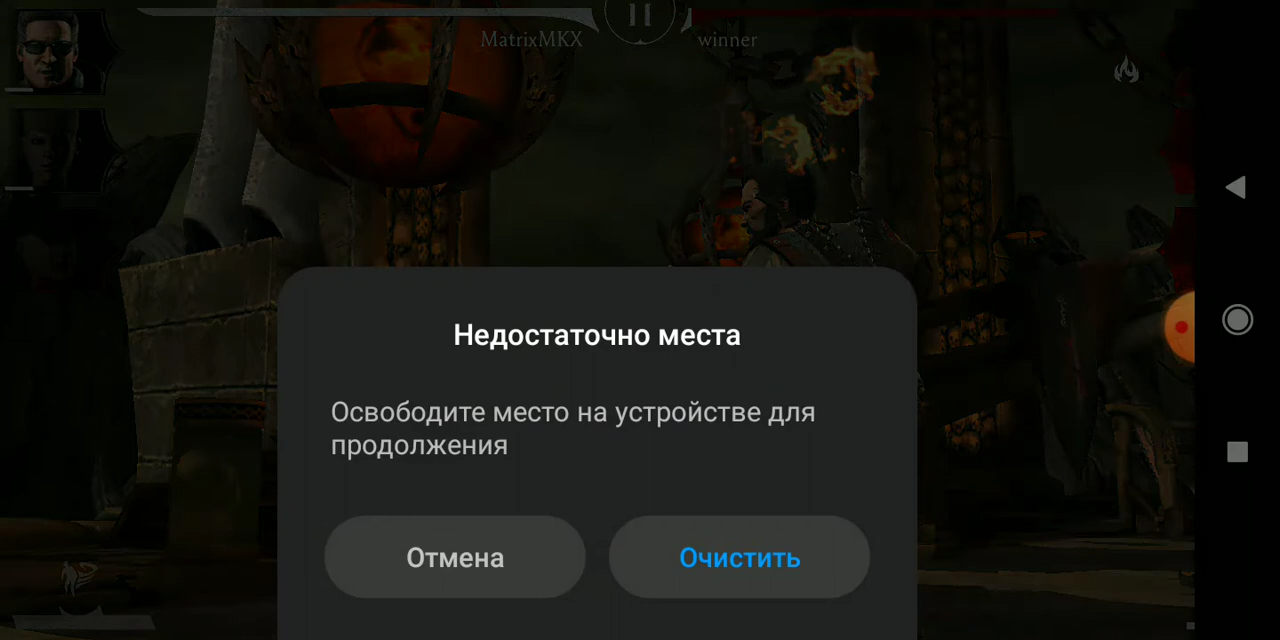 MatrixMKX
winner
Недостаточно места
Освободите место на устройстве для
продолжения
Отмена
Очистить